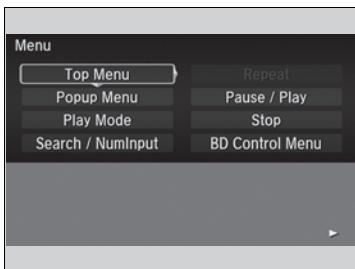 Menu
Top Menu
Repeat
Popup Menu
Pause / Play
Play Mode
Stop
Search / NumInput
BD Control Menu